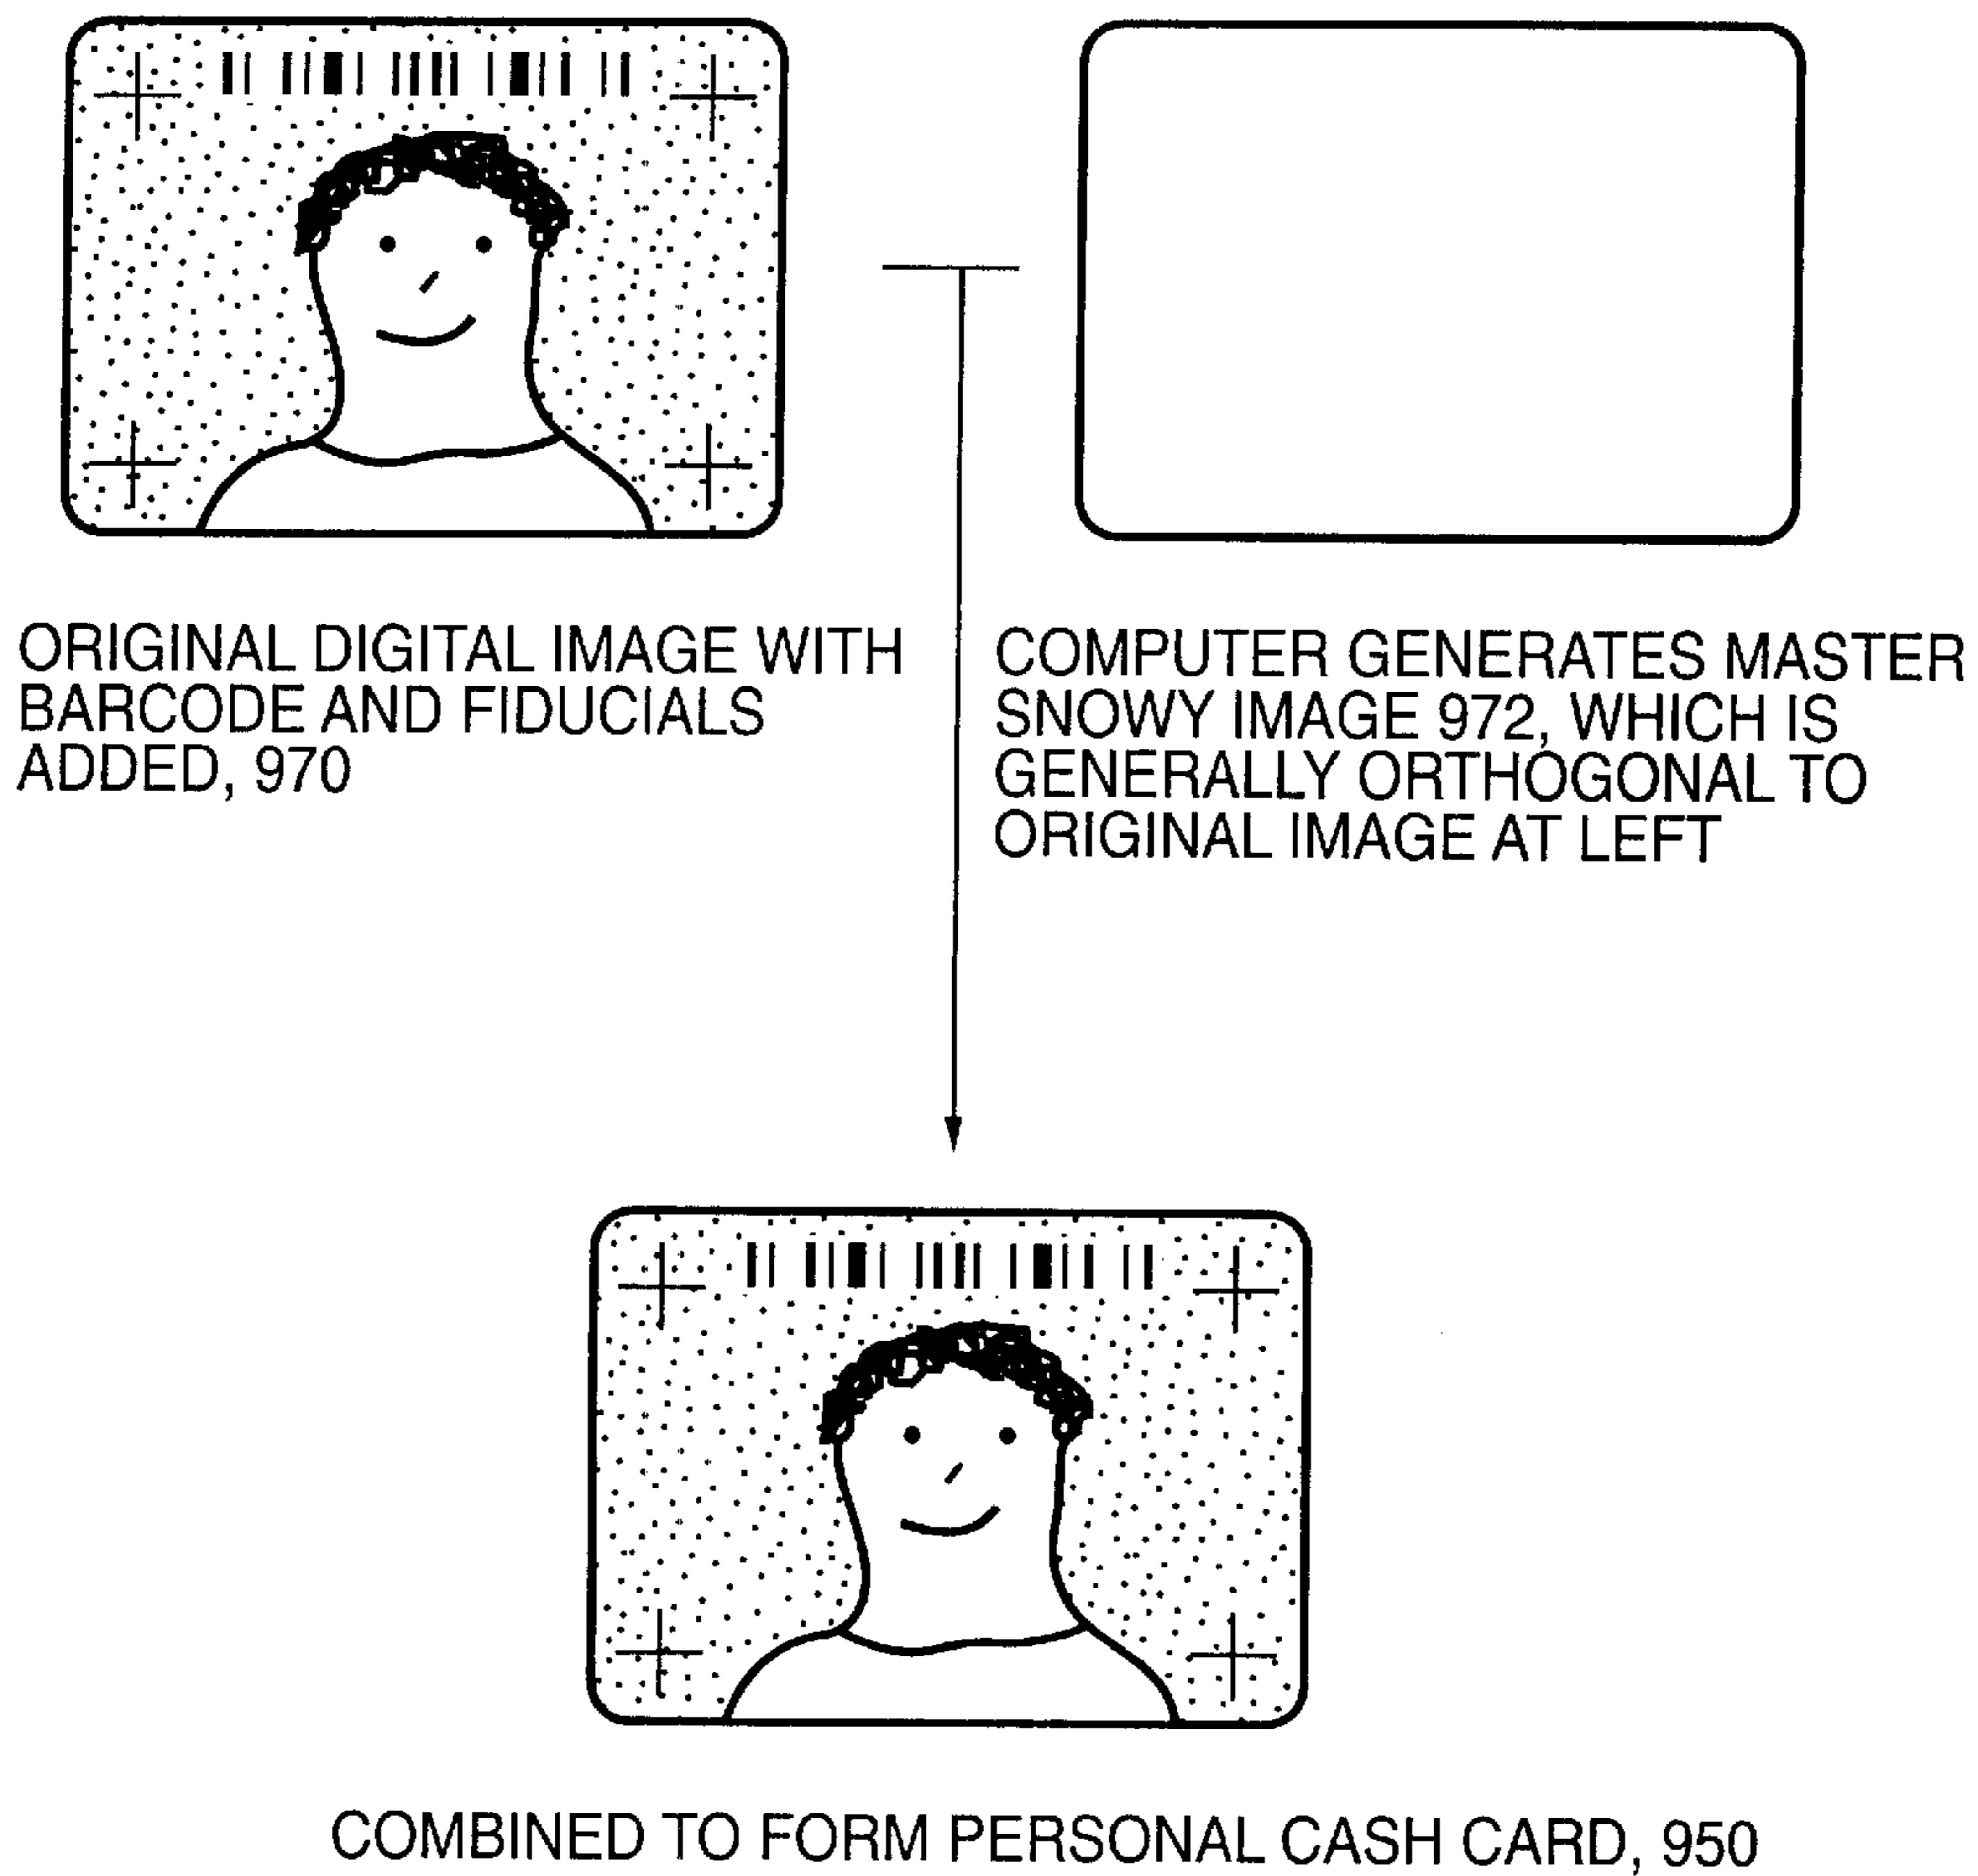 ORIGINAL DIGITAL IMAGE WITH
BARCODE AND FIDUCIALS
ADDED, 970
COMPUTER GENERATES MASTER
SNOWY IMAGE 972, WHICH IS
GENERALLY ORTHOGONAL TO
ORIGINAL IMAGE AT LEFT
COMBINED TO FORM PERSONAL CASH CARD, 950